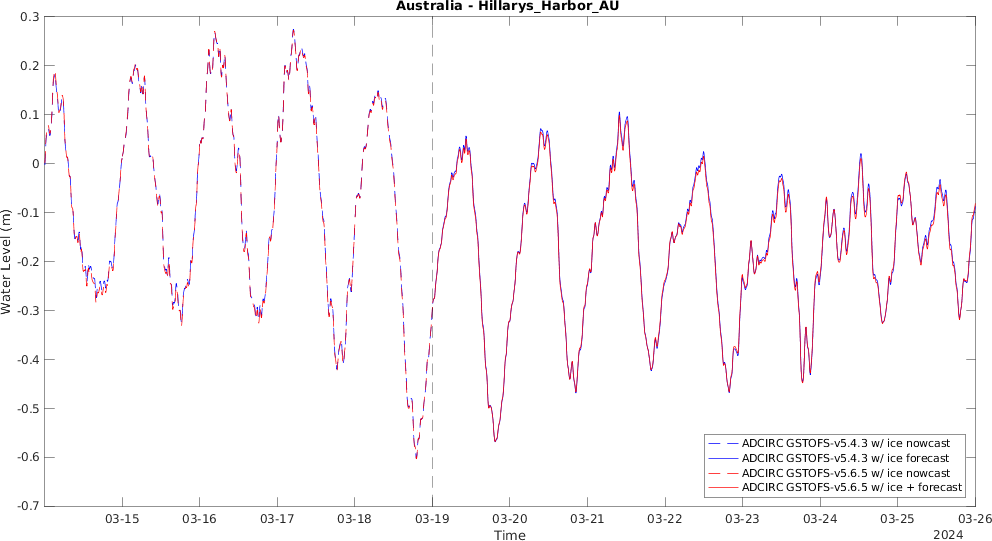 Australia - Hillarys_Harbor_AU
0.3
0.2
0.1
0
-0.1
-0.2
-0.3
-0.4
-0.5
-0.6
-0.7
Water Level (m)
ADCIRC GSTOFS-v5.4.3 w/ ice nowcast
ADCIRC GSTOFS-v5.4.3 w/ ice forecast
ADCIRC GSTOFS-v5.6.5 w/ ice nowcast
ADCIRC GSTOFS-v5.6.5 w/ ice + forecast
03-15 03-16 03-17 03-18 03-19 03-20 03-21 03-22 03-23 03-24 03-25 03-26
Time
2024